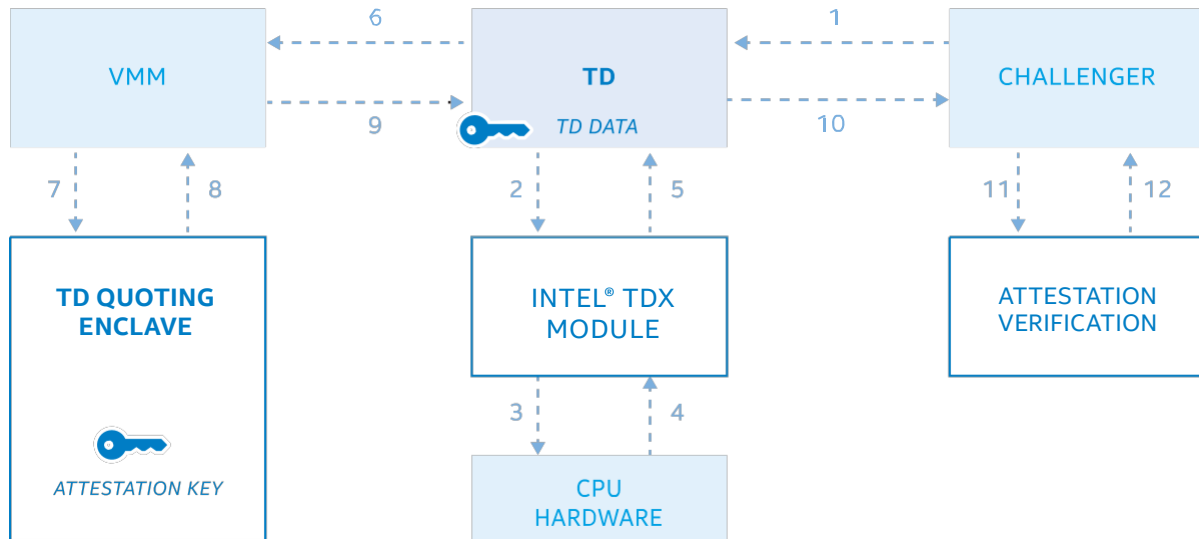 6
1
VMM
TD
CHALLENGER
9
TD DATA
10
7
8
2
5
11
12
TD QUOTING
ENCLAVE
INTEL® TDX
MODULE
ATTESTATION
VERIFICATION
3
4
ATTESTATION KEY
CPU
HARDWARE